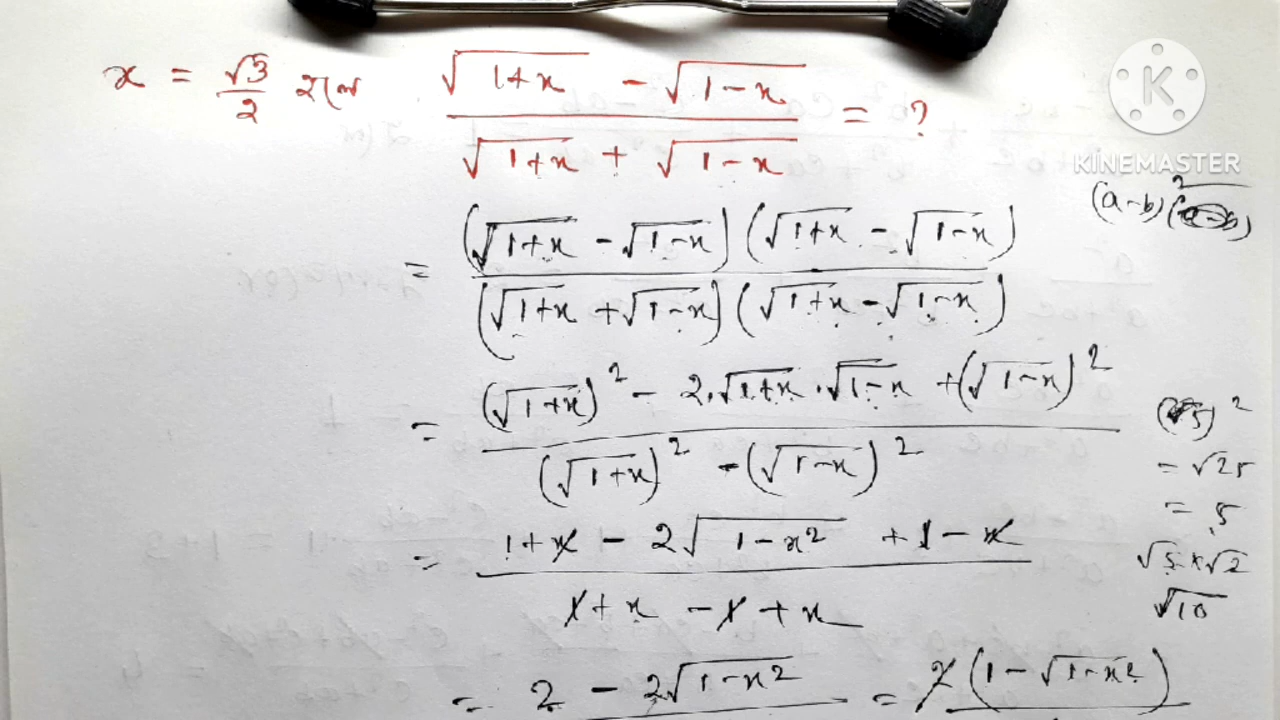 x = √3/2 হলে (√(1+x) - √(1-x))/(√(1+x) + √(1-x)) = ?
K
KINEMASTER
= ((√(1+x) - √(1-x))(√(1+x) - √(1-x)))/((√(1+x) + √(1-x))(√(1+x) - √(1-x)))
(a-b)²
= ((√(1+x))² - 2.√(1+x).√(1-x) + (√(1-x))²)/((√(1+x))² - (√(1-x))²)
(√5)²
= √25
= 5
√5 × √2
√10
= (1+x - 2√(1-x²) + 1-x)/(1+x - 1+x)
= 2 - 2√(1-x²) = 2(1 - √(1-x²))